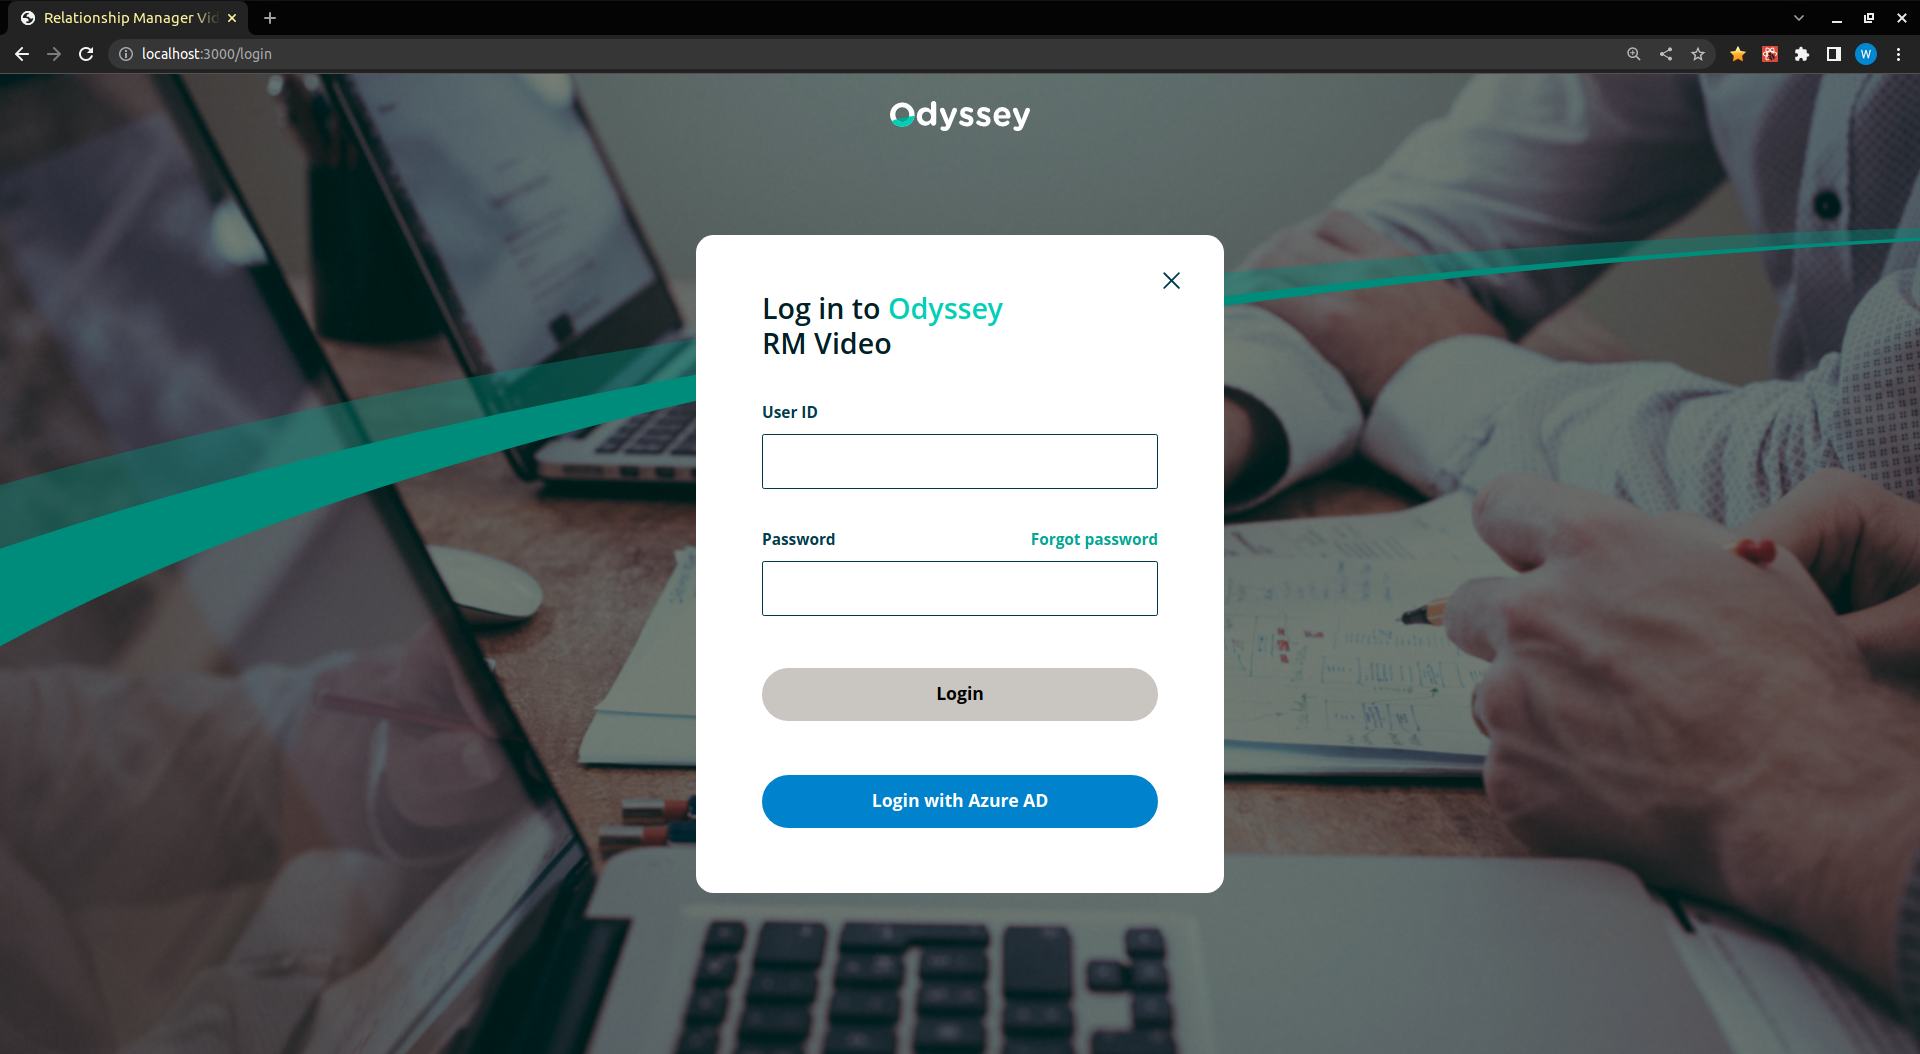 Relationship Manager Vid
localhost:3000/login
W
Odyssey
Log in to Odyssey
RM Video
User ID
Password
Forgot password
Login
Login with Azure AD